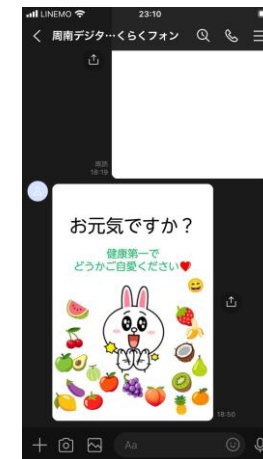 LINEMO
23:10
周南デジタ…くらくフォン
既読
18:19
お元気ですか？
健康第一で
どうかご自愛ください
18:50
Aa